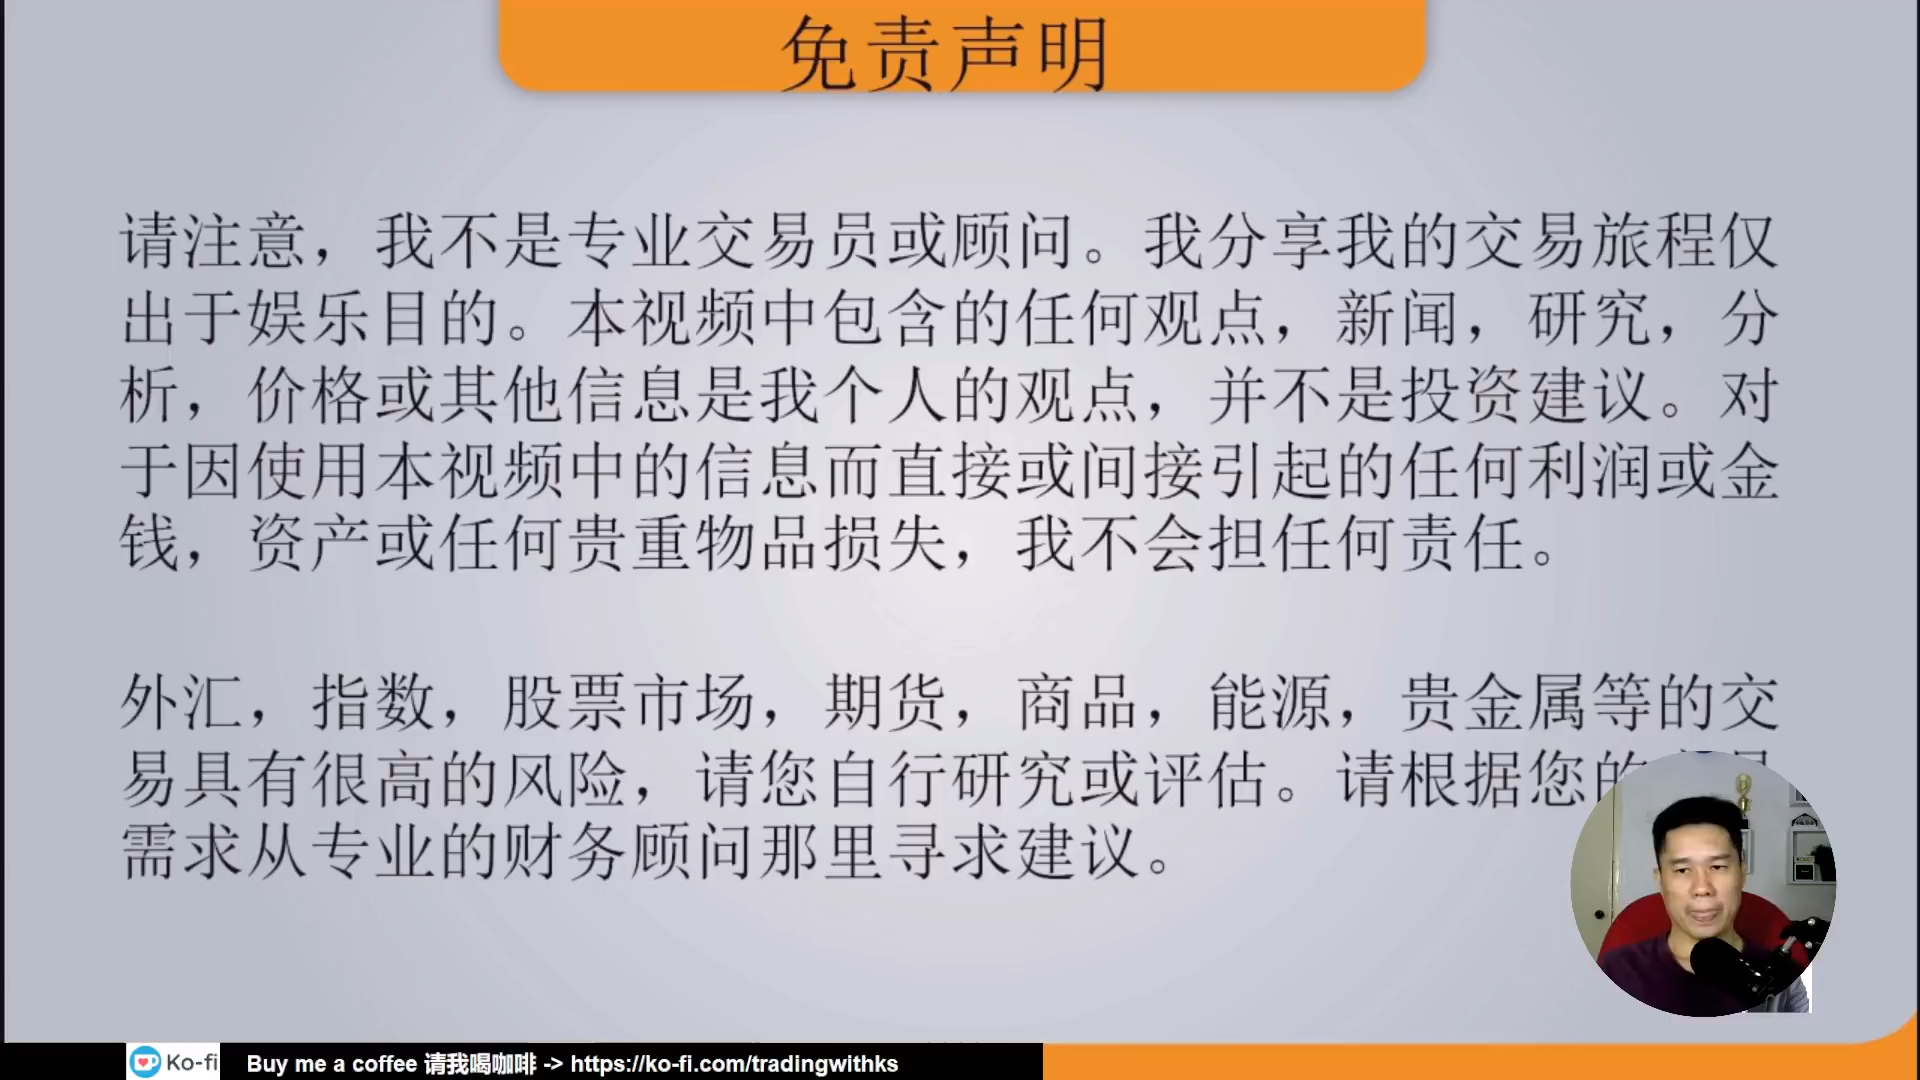 免责声明
请注意，我不是专业交易员或顾问。我分享我的交易旅程仅
出于娱乐目的。本视频中包含的任何观点，新闻，研究，分
析，价格或其他信息是我个人的观点，并不是投资建议。对
于因使用本视频中的信息而直接或间接引起的任何利润或金
钱，资产或任何贵重物品损失，我不会担任何责任。
外汇，指数，股票市场，期货，商品，能源，贵金属等的交
易具有很高的风险，请您自行研究或评估。请根据您的
需求从专业的财务顾问那里寻求建议。
Ko-fi Buy me a coffee 请我喝咖啡 -> https://ko-fi.com/tradingwithks